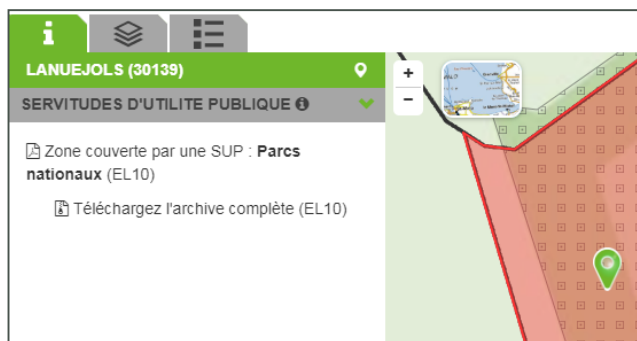 LANUEJOLS (30139)
SERVITUDES D'UTILITE PUBLIQUE
Zone couverte par une SUP : Parcs
nationaux (EL10)
Téléchargez l'archive complète (EL10)
+
−